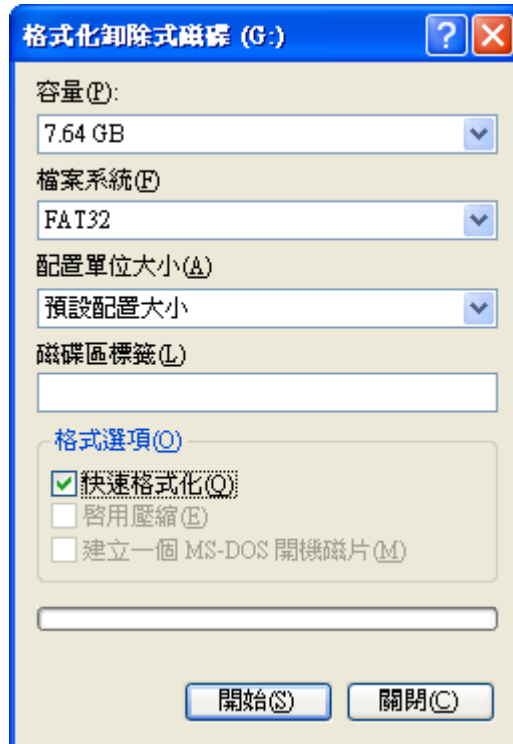 格式化卸除式磁碟 (G:)
容量(P):
7.64 GB
檔案系統(F)
FAT32
配置單位大小(A)
預設配置大小
磁碟區標籤(L)
格式選項(O)
快速格式化(Q)
啓用壓縮(E)
建立一個 MS-DOS 開機磁片(M)
開始(S) 關閉(C)